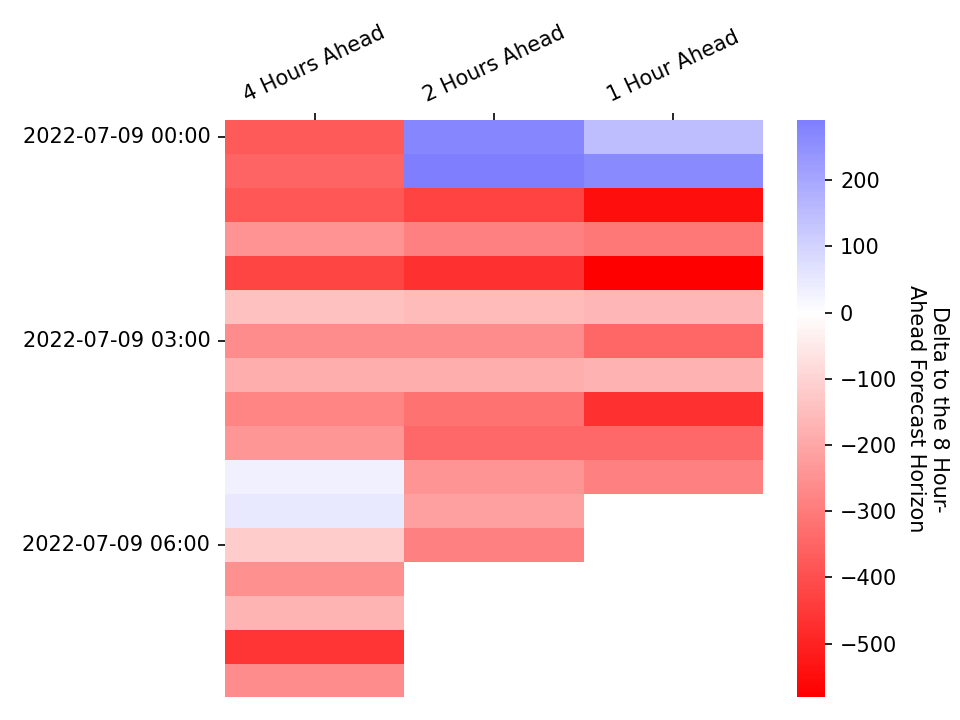 4 Hours Ahead
2 Hours Ahead
1 Hour Ahead
2022-07-09 00:00
2022-07-09 03:00
2022-07-09 06:00
200
100
0
−100
−200
−300
−400
−500
Delta to the 8 Hour-
Ahead Forecast Horizon